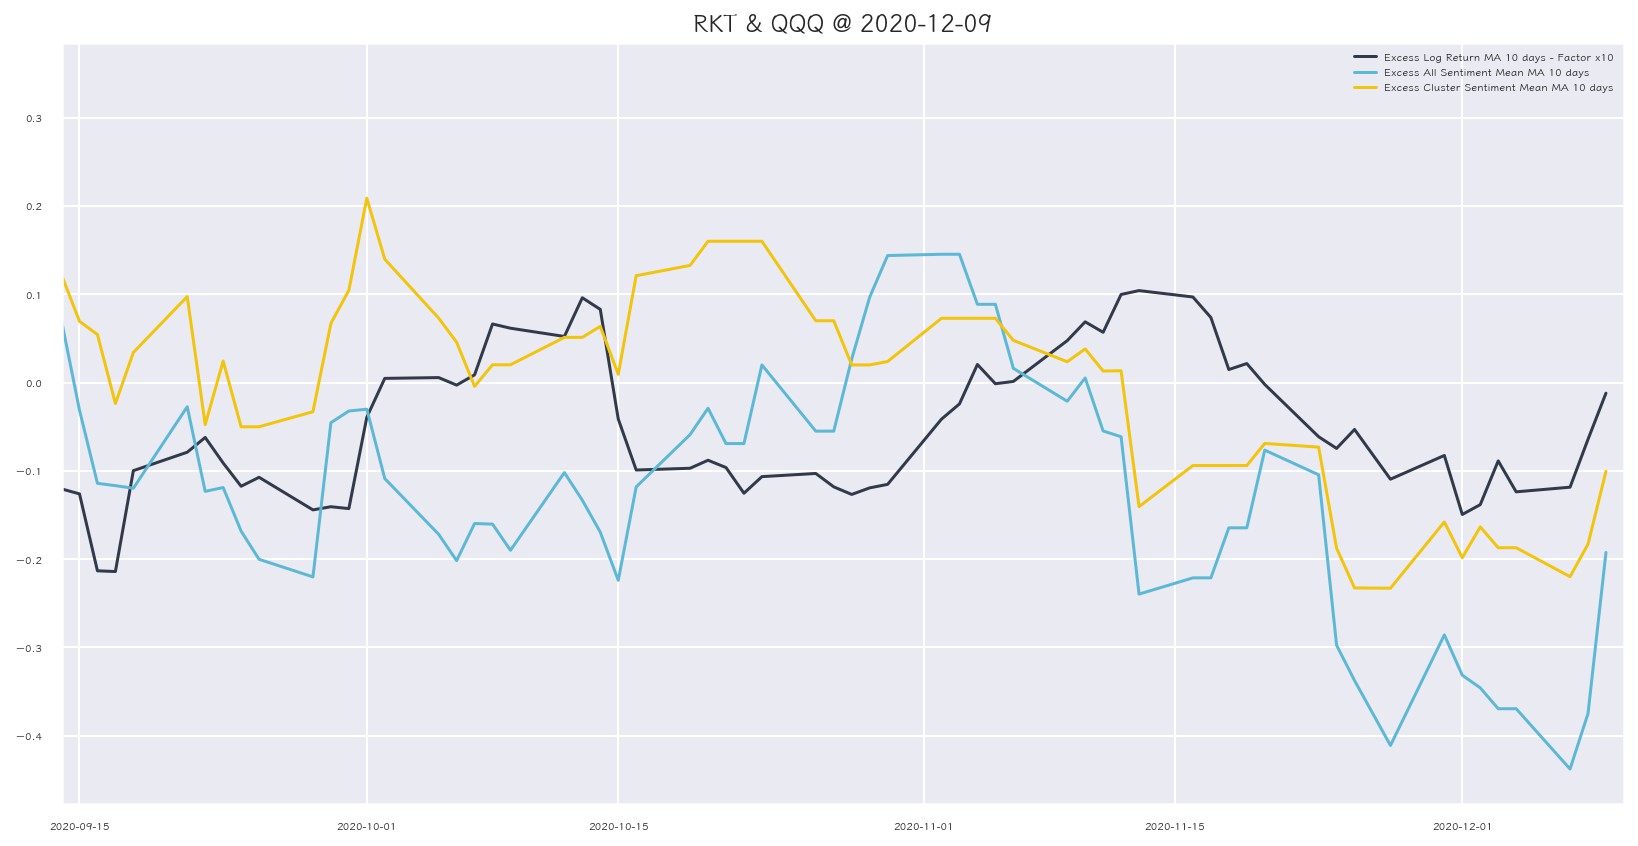 RKT & QQQ @ 2020-12-09
Excess Log Return MA 10 days - Factor x10
Excess All Sentiment Mean MA 10 days
Excess Cluster Sentiment Mean MA 10 days
0.3
0.2
0.1
0.0
−0.1
−0.2
−0.3
−0.4
2020-09-15 2020-10-01 2020-10-15 2020-11-01 2020-11-15 2020-12-01